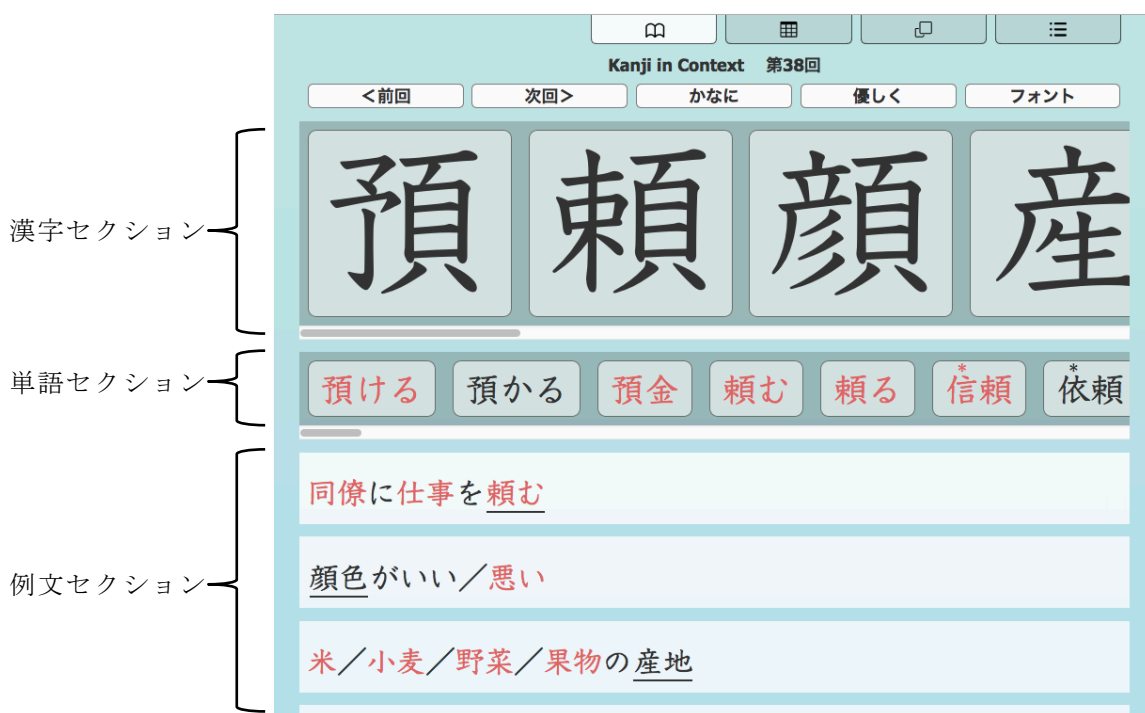 Kanji in Context 第38回
<前回 次回> かなに 優しく フォント
漢字セクション
預 頼 顔 産
単語セクション
預ける 預かる 預金 頼む 頼る *信頼 *依頼
例文セクション
同僚に仕事を頼む
顔色がいい／悪い
米／小麦／野菜／果物の産地